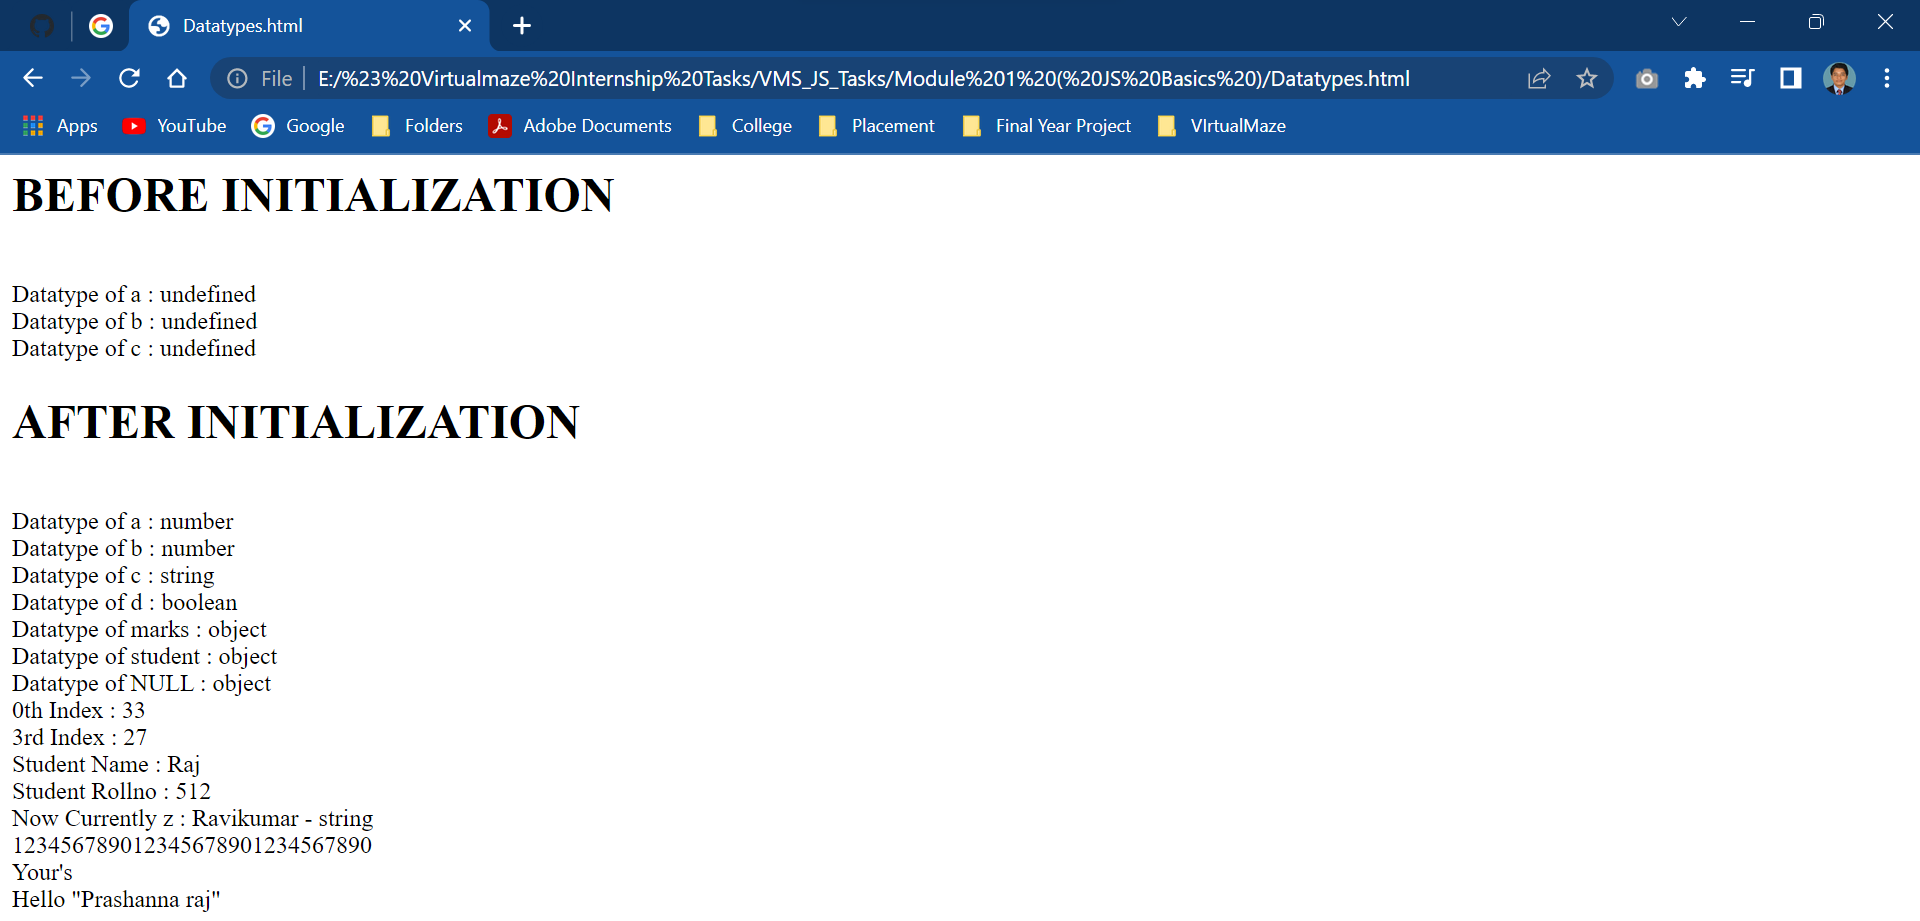 Datatypes.html
File E:/%23%20Virtualmaze%20Internship%20Tasks/VMS_JS_Tasks/Module%201%20(%20JS%20Basics%20)/Datatypes.html
Apps YouTube Google Folders Adobe Documents College Placement Final Year Project VIrtualMaze
BEFORE INITIALIZATION
Datatype of a : undefined
Datatype of b : undefined
Datatype of c : undefined
AFTER INITIALIZATION
Datatype of a : number
Datatype of b : number
Datatype of c : string
Datatype of d : boolean
Datatype of marks : object
Datatype of student : object
Datatype of NULL : object
0th Index : 33
3rd Index : 27
Student Name : Raj
Student Rollno : 512
Now Currently z : Ravikumar - string
123456789012345678901234567890
Your's
Hello "Prashanna raj"